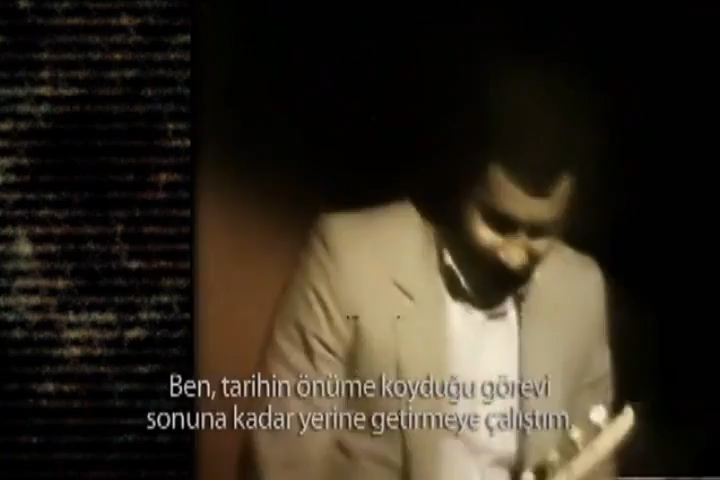 Ben, tarihin önüme koyduğu görevi
sonuna kadar yerine getirmeye çalıştım.